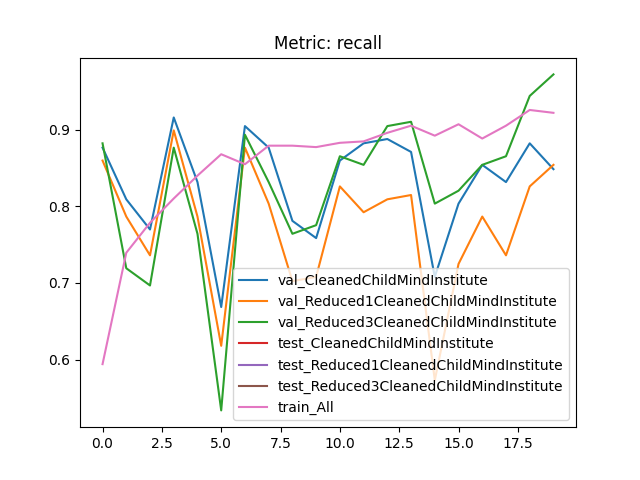 Metric: recall
0.9
0.8
0.7
0.6
val_CleanedChildMindInstitute
val_Reduced1CleanedChildMindInstitute
val_Reduced3CleanedChildMindInstitute
test_CleanedChildMindInstitute
test_Reduced1CleanedChildMindInstitute
test_Reduced3CleanedChildMindInstitute
train_All
0.0 2.5 5.0 7.5 10.0 12.5 15.0 17.5